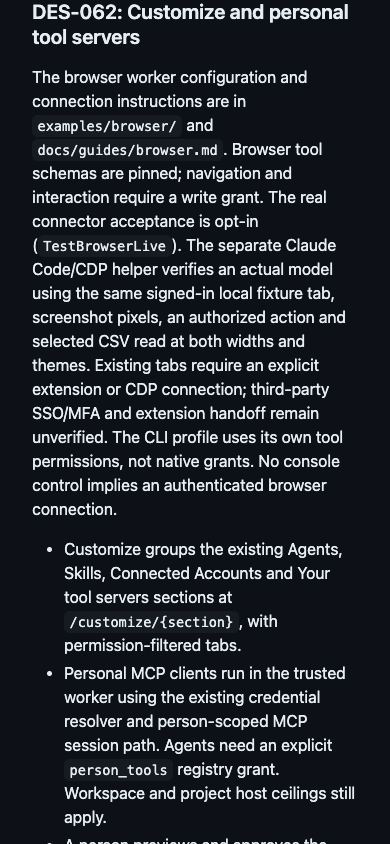 DES-062: Customize and personal
tool servers
The browser worker configuration and
connection instructions are in
examples/browser/ and
docs/guides/browser.md . Browser tool
schemas are pinned; navigation and
interaction require a write grant. The real
connector acceptance is opt-in
( TestBrowserLive ). The separate Claude
Code/CDP helper verifies an actual model
using the same signed-in local fixture tab,
screenshot pixels, an authorized action and
selected CSV read at both widths and
themes. Existing tabs require an explicit
extension or CDP connection; third-party
SSO/MFA and extension handoff remain
unverified. The CLI profile uses its own tool
permissions, not native grants. No console
control implies an authenticated browser
connection.
• Customize groups the existing Agents,
Skills, Connected Accounts and Your
tool servers sections at
/customize/{section} , with
permission-filtered tabs.
• Personal MCP clients run in the trusted
worker using the existing credential
resolver and person-scoped MCP
session path. Agents need an explicit
person_tools registry grant.
Workspace and project host ceilings still
apply.
• A person previews and approves the